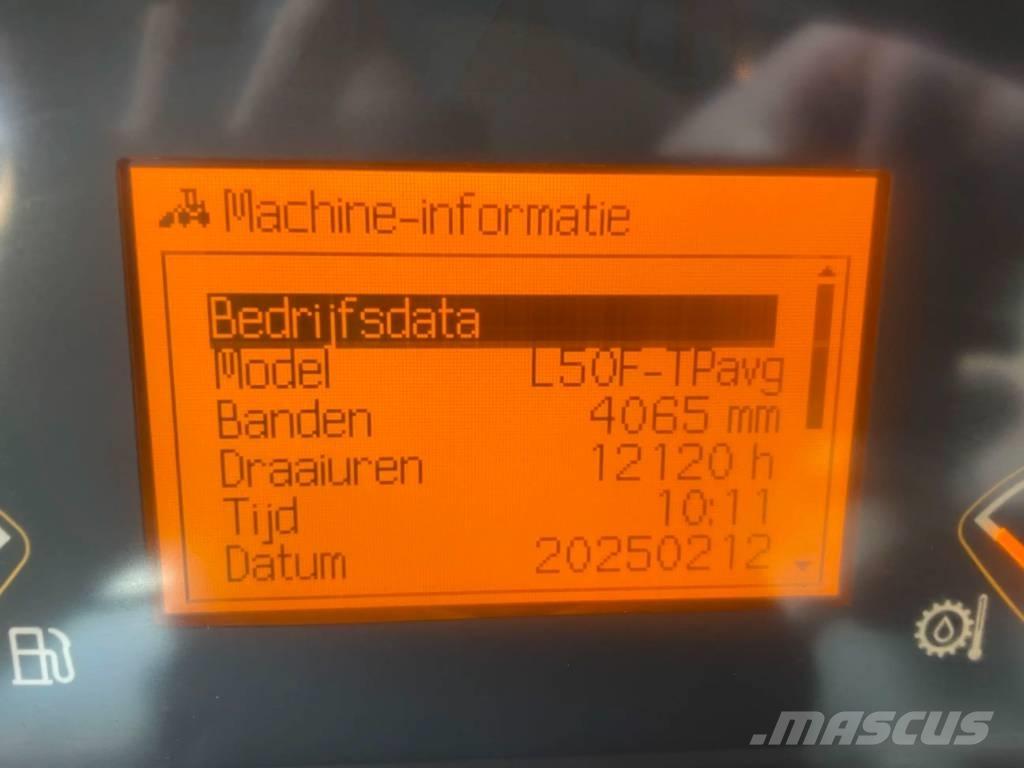 Machine-informatie
Bedrijfsdata
Model L50F-TPavg
Banden 4065 mm
Draaiuren 12120 h
Tijd 10:11
Datum 20250212
MASCUS